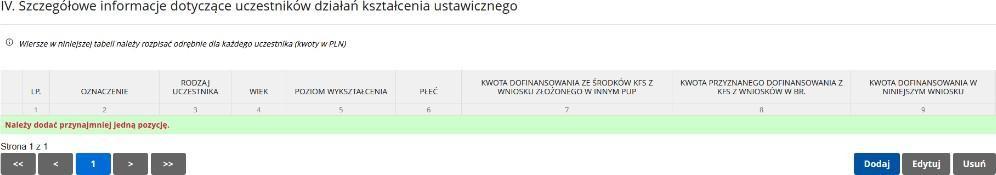 IV. Szczegółowe informacje dotyczące uczestników działań kształcenia ustawicznego
Wiersze w niniejszej tabeli należy rozpisać odrębnie dla każdego uczestnika (kwoty w PLN)
LP. OZNACZENIE RODZAJ UCZESTNIKA WIEK POZIOM WYKSZTAŁCENIA PŁEĆ KWOTA DOFINANSOWANIA ZE ŚRODKÓW KFS Z WNIOSKU ZŁOŻONEGO W INNYM PUP KWOTA PRZYZNANEGO DOFINANSOWANIA Z KFS Z WNIOSKÓW W BR. KWOTA DOFINANSOWANIA W NINIEJSZYM WNIOSKU
1 2 3 4 5 6 7 8 9
Należy dodać przynajmniej jedną pozycję.
Strona 1 z 1
<< < 1 > >> Dodaj Edytuj Usuń